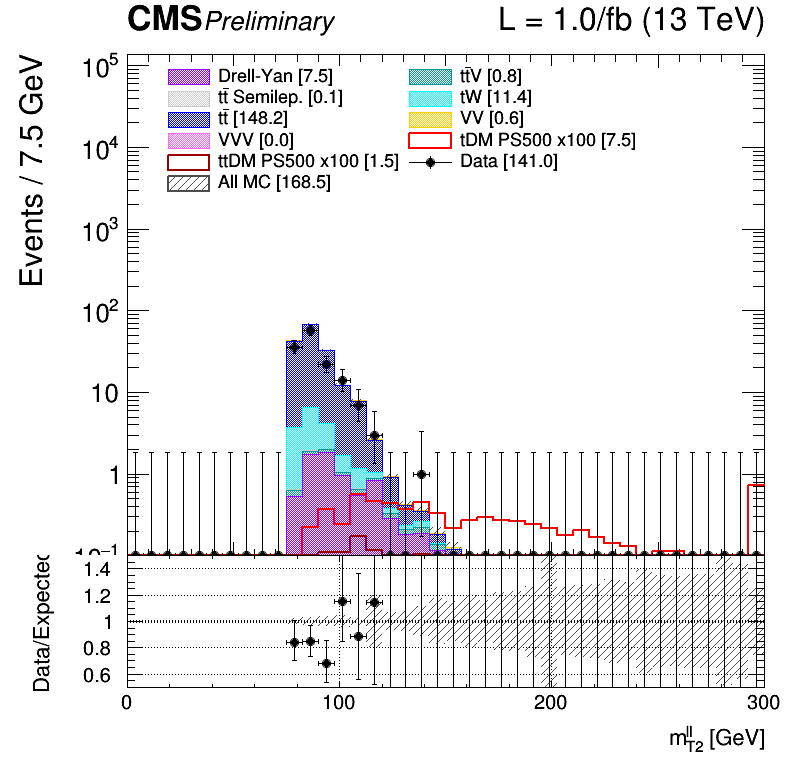 CMS Preliminary L = 1.0/fb (13 TeV)
Events / 7.5 GeV
10⁵
10⁴
10³
10²
10
1
10⁻¹
Drell-Yan [7.5]
tt̄V [0.8]
tt̄ Semilep. [0.1]
tW [11.4]
tt̄ [148.2]
VV [0.6]
VVV [0.0]
tDM PS500 x100 [7.5]
ttDM PS500 x100 [1.5]
Data [141.0]
All MC [168.5]
Data/Expected
1.4
1.2
1
0.8
0.6
0 100 200 300
m_T2^ll [GeV]